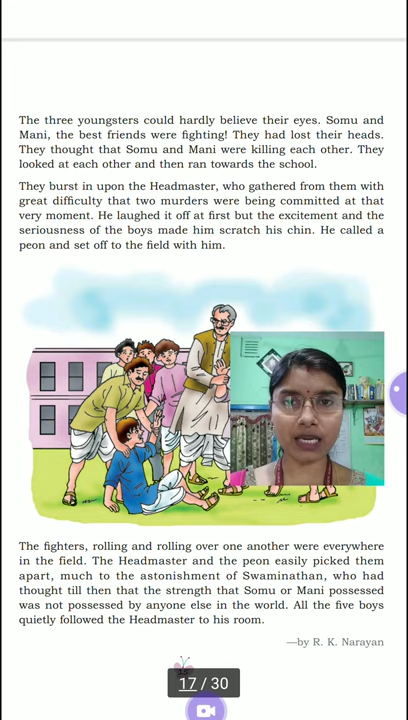 The three youngsters could hardly believe their eyes. Somu and
Mani, the best friends were fighting! They had lost their heads.
They thought that Somu and Mani were killing each other. They
looked at each other and then ran towards the school.
They burst in upon the Headmaster, who gathered from them with
great difficulty that two murders were being committed at that
very moment. He laughed it off at first but the excitement and the
seriousness of the boys made him scratch his chin. He called a
peon and set off to the field with him.
The fighters, rolling and rolling over one another were everywhere
in the field. The Headmaster and the peon easily picked them
apart, much to the astonishment of Swaminathan, who had
thought till then that the strength that Somu or Mani possessed
was not possessed by anyone else in the world. All the five boys
quietly followed the Headmaster to his room.
—by R. K. Narayan
17 / 30